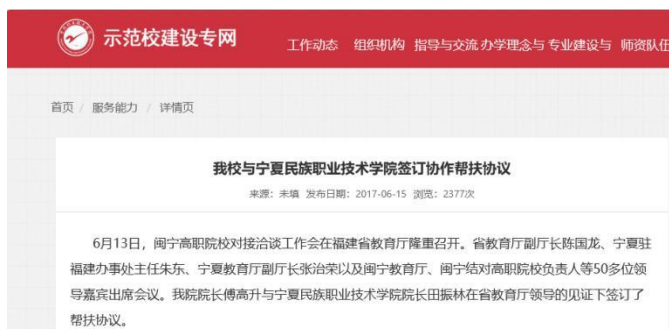 示范校建设专网
工作动态 组织机构 指导与交流 办学理念与 专业建设与 师资队伍
首页 / 服务能力 / 详情页
我校与宁夏民族职业技术学院签订协作帮扶协议
来源：未填 发布日期：2017-06-15 浏览：2377次
6月13日，闽宁高职院校对接洽谈工作会在福建省教育厅隆重召开。省教育厅副厅长陈国龙、宁夏驻
福建办事处主任朱东、宁夏教育厅副厅长张治荣以及闽宁教育厅、闽宁结对高职院校负责人等50多位领
导嘉宾出席会议。我院院长傅高升与宁夏民族职业技术学院院长田振林在省教育厅领导的见证下签订了
帮扶协议。